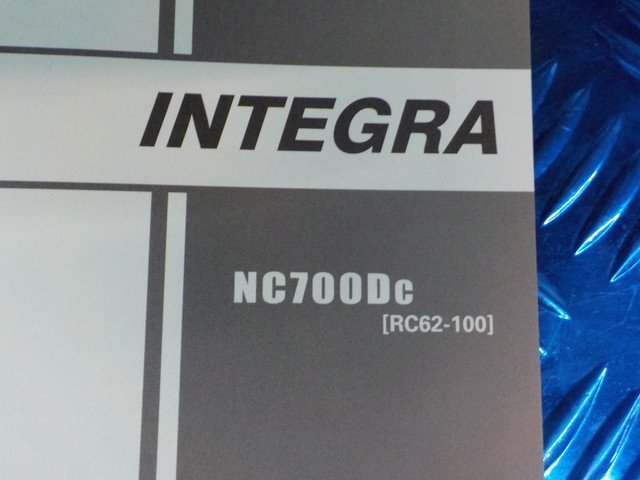 INTEGRA
NC700Dc
[RC62-100]